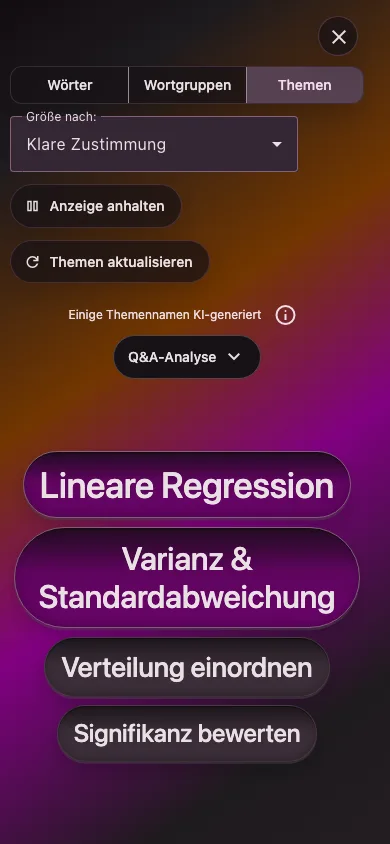 Wörter
Wortgruppen
Themen
Größe nach:
Klare Zustimmung
Anzeige anhalten
Themen aktualisieren
Einige Themennamen KI-generiert
Q&A-Analyse
Lineare Regression
Varianz &
Standardabweichung
Verteilung einordnen
Signifikanz bewerten